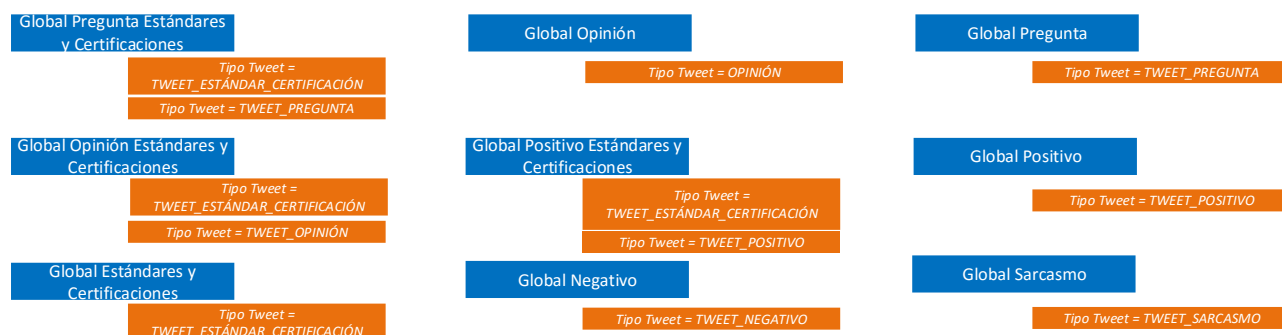 Global Pregunta Estándares
y Certificaciones
Tipo Tweet =
TWEET_ESTÁNDAR_CERTIFICACIÓN
Tipo Tweet = TWEET_PREGUNTA
Global Opinión
Tipo Tweet = OPINIÓN
Global Pregunta
Tipo Tweet = TWEET_PREGUNTA
Global Opinión Estándares y
Certificaciones
Tipo Tweet =
TWEET_ESTÁNDAR_CERTIFICACIÓN
Tipo Tweet = TWEET_OPINIÓN
Global Positivo Estándares y
Certificaciones
Tipo Tweet =
TWEET_ESTÁNDAR_CERTIFICACIÓN
Tipo Tweet = TWEET_POSITIVO
Global Positivo
Tipo Tweet = TWEET_POSITIVO
Global Estándares y
Certificaciones
Tipo Tweet =
TWEET_ESTÁNDAR_CERTIFICACIÓN
Global Negativo
Tipo Tweet = TWEET_NEGATIVO
Global Sarcasmo
Tipo Tweet = TWEET_SARCASMO